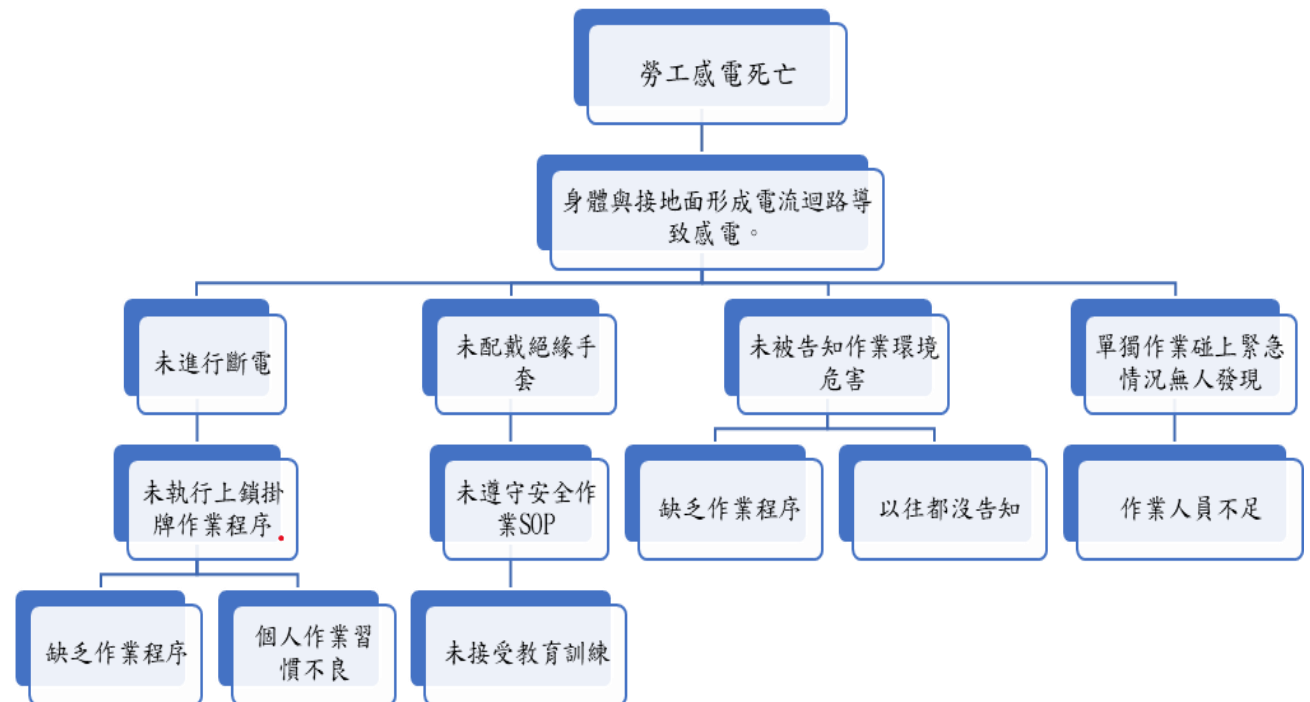 勞工感電死亡
身體與接地面形成電流迴路導
致感電。
未進行斷電
未配戴絕緣手
套
未被告知作業環境
危害
單獨作業碰上緊急
情況無人發現
未執行上鎖掛
牌作業程序
未遵守安全作
業SOP
缺乏作業程序
以往都沒告知
作業人員不足
缺乏作業程序
個人作業習
慣不良
未接受教育訓練